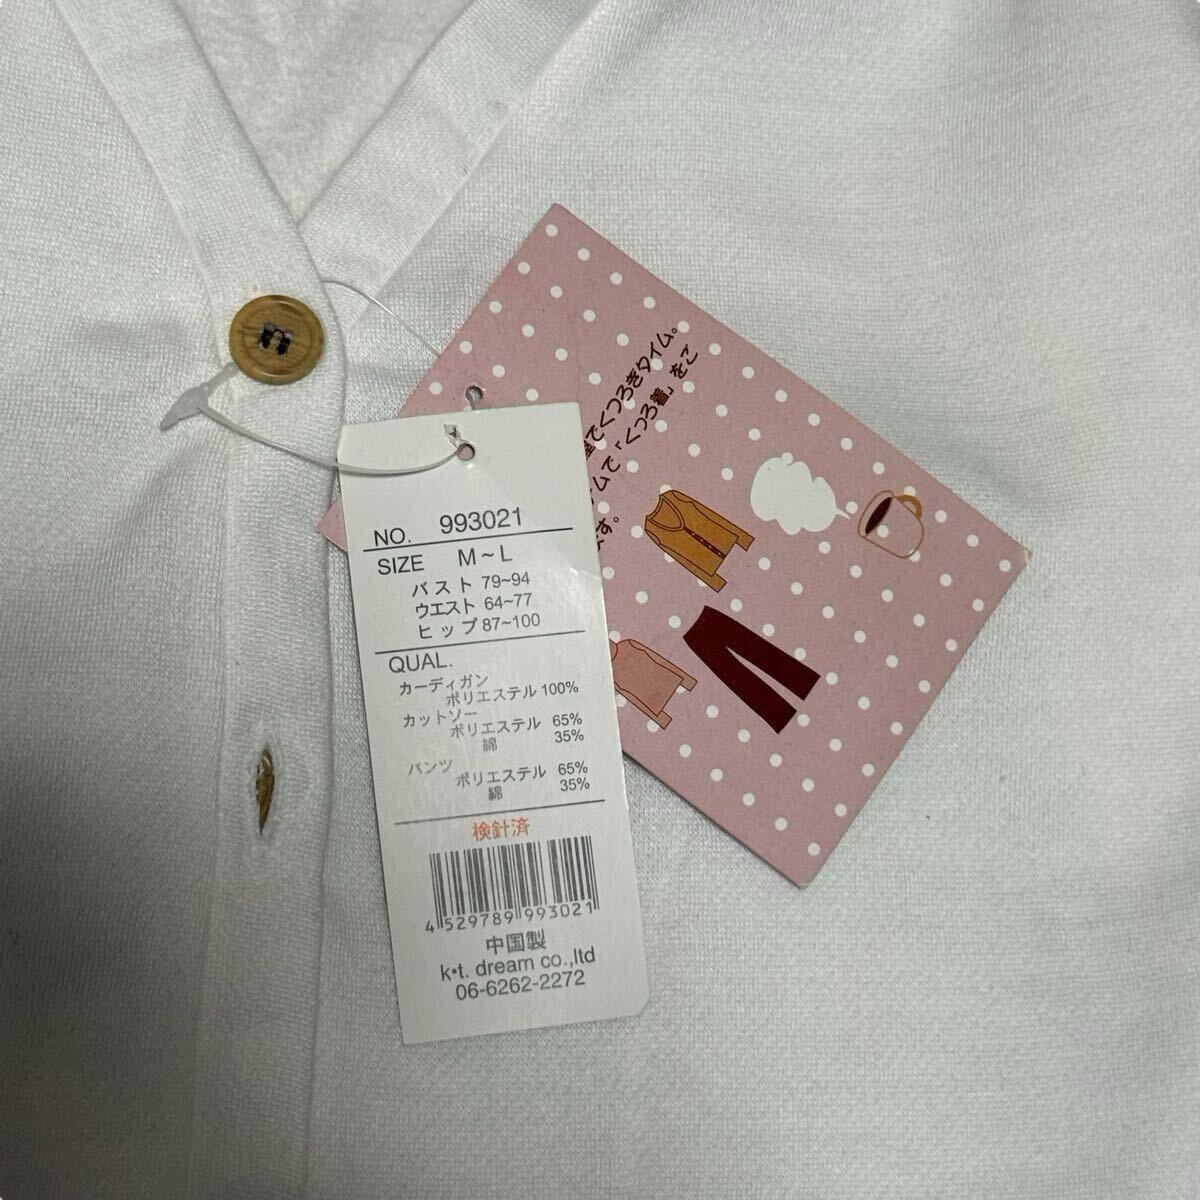 NO. 993021
SIZE M~L
バスト 79~94
ウエスト 64~77
ヒップ 87~100
QUAL.
カーディガン
ポリエステル 100%
カットソー
ポリエステル 65%
綿 35%
パンツ
ポリエステル 65%
綿 35%
検針済
4 529789 993021
中国製
k•t. dream co.,ltd
06-6262-2272
でくつろぎタイム。
ムで「くつろ着」をこ
す。